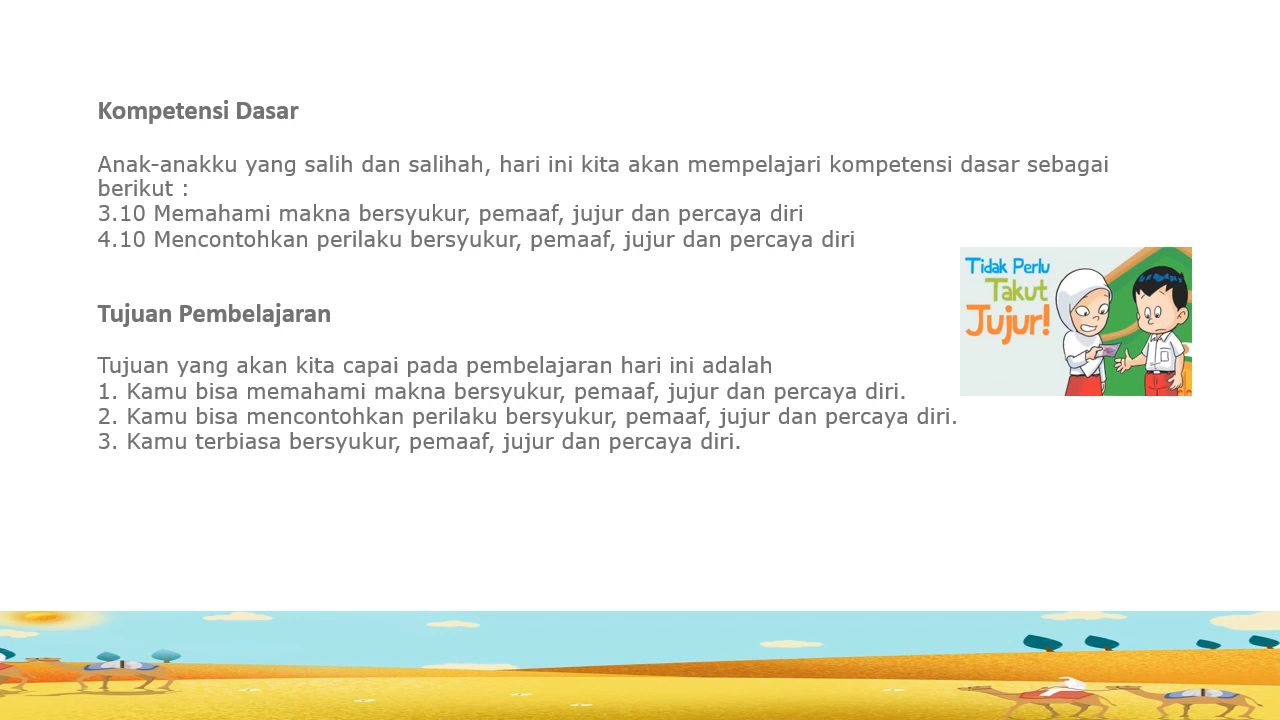 Kompetensi Dasar
Anak-anakku yang salih dan salihah, hari ini kita akan mempelajari kompetensi dasar sebagai
berikut :
3.10 Memahami makna bersyukur, pemaaf, jujur dan percaya diri
4.10 Mencontohkan perilaku bersyukur, pemaaf, jujur dan percaya diri
Tidak Perlu
Takut
Jujur!
Tujuan Pembelajaran
Tujuan yang akan kita capai pada pembelajaran hari ini adalah
1. Kamu bisa memahami makna bersyukur, pemaaf, jujur dan percaya diri.
2. Kamu bisa mencontohkan perilaku bersyukur, pemaaf, jujur dan percaya diri.
3. Kamu terbiasa bersyukur, pemaaf, jujur dan percaya diri.